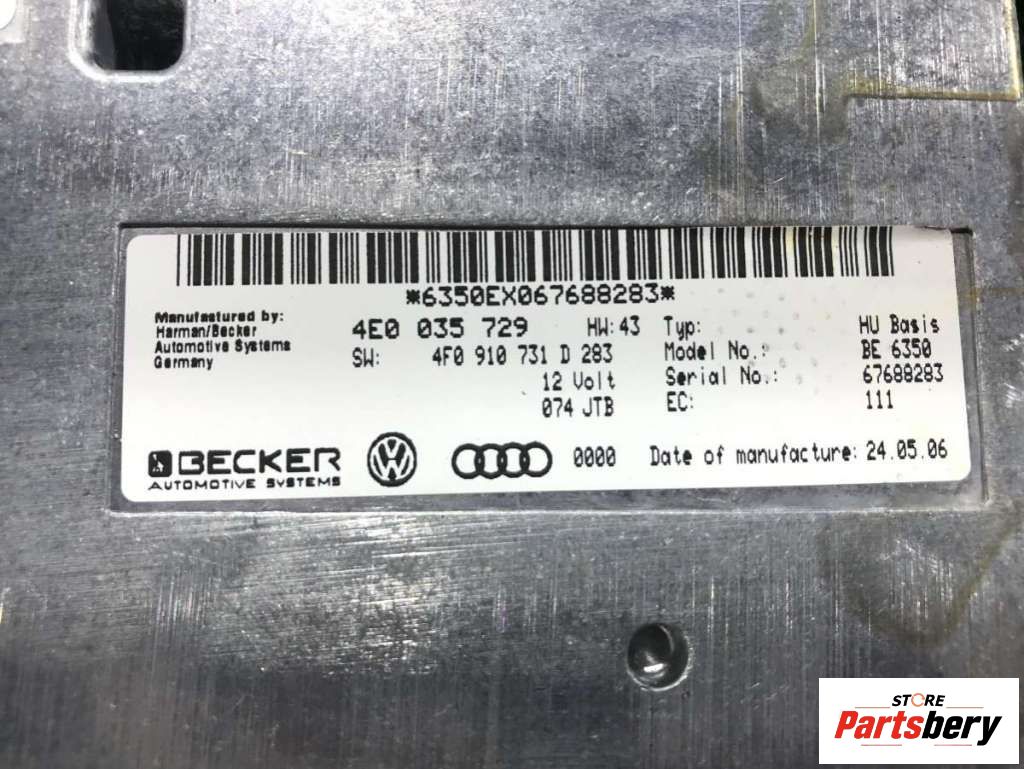 *6350EX067688283*
Manufactured by:
Harman/Becker
Automotive Systems
Germany
4E0 035 729 HW:43
SW: 4F0 910 731 D 283
12 Volt
074 JTB
Typ: HU Basis
Model No.: BE 6350
Serial No.: 67688283
EC: 111
BECKER
AUTOMOTIVE SYSTEMS
0000 Date of manufacture: 24.05.06
STORE
Partsbery